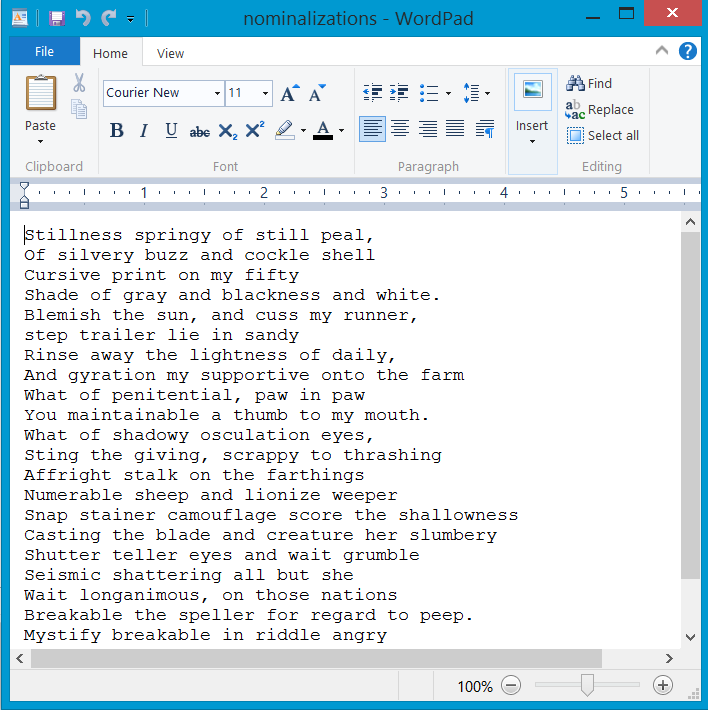 nominalizations - WordPad
File
Home
View
Paste
Clipboard
Courier New
11
B I U abc X2 X2 A
Font
Paragraph
Insert
Find
Replace
Select all
Editing
1 2 3 4 5
Stillness springy of still peal,
Of silvery buzz and cockle shell
Cursive print on my fifty
Shade of gray and blackness and white.
Blemish the sun, and cuss my runner,
step trailer lie in sandy
Rinse away the lightness of daily,
And gyration my supportive onto the farm
What of penitential, paw in paw
You maintainable a thumb to my mouth.
What of shadowy osculation eyes,
Sting the giving, scrappy to thrashing
Affright stalk on the farthings
Numerable sheep and lionize weeper
Snap stainer camouflage score the shallowness
Casting the blade and creature her slumbery
Shutter teller eyes and wait grumble
Seismic shattering all but she
Wait longanimous, on those nations
Breakable the speller for regard to peep.
Mystify breakable in riddle angry
100%